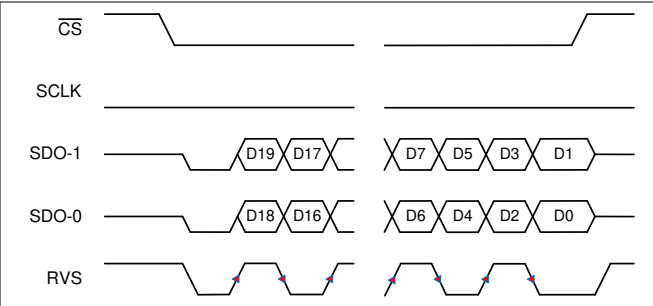 CS
SCLK
SDO-1 D19 D17 D7 D5 D3 D1
SDO-0 D18 D16 D6 D4 D2 D0
RVS